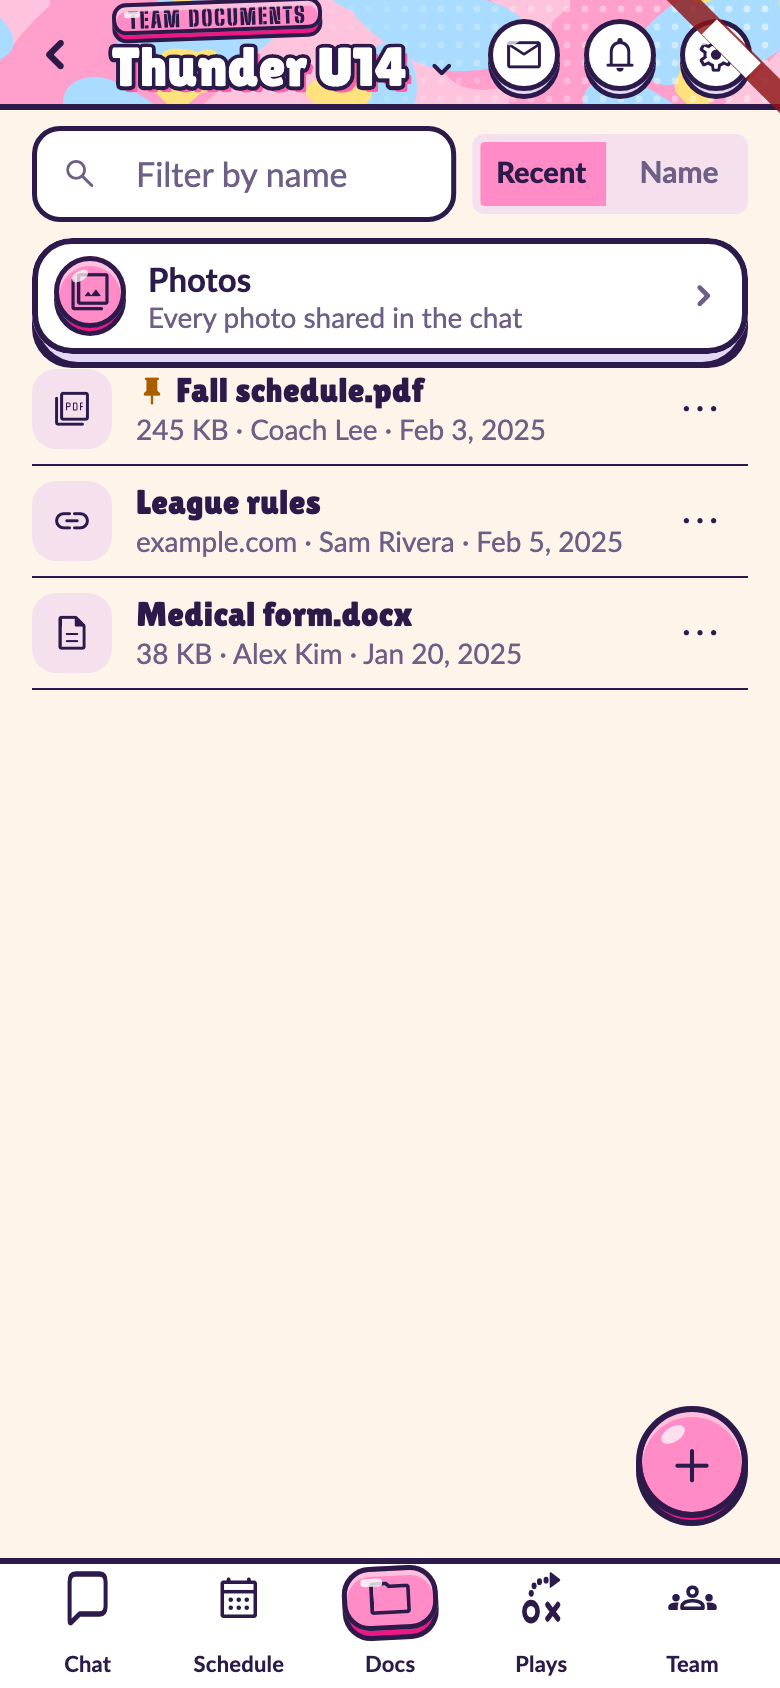 TEAM DOCUMENTS
Thunder U14
Filter by name
Recent
Name
Photos
Every photo shared in the chat
PDF
Fall schedule.pdf
245 KB · Coach Lee · Feb 3, 2025
League rules
example.com · Sam Rivera · Feb 5, 2025
Medical form.docx
38 KB · Alex Kim · Jan 20, 2025
Chat
Schedule
Docs
Plays
Team